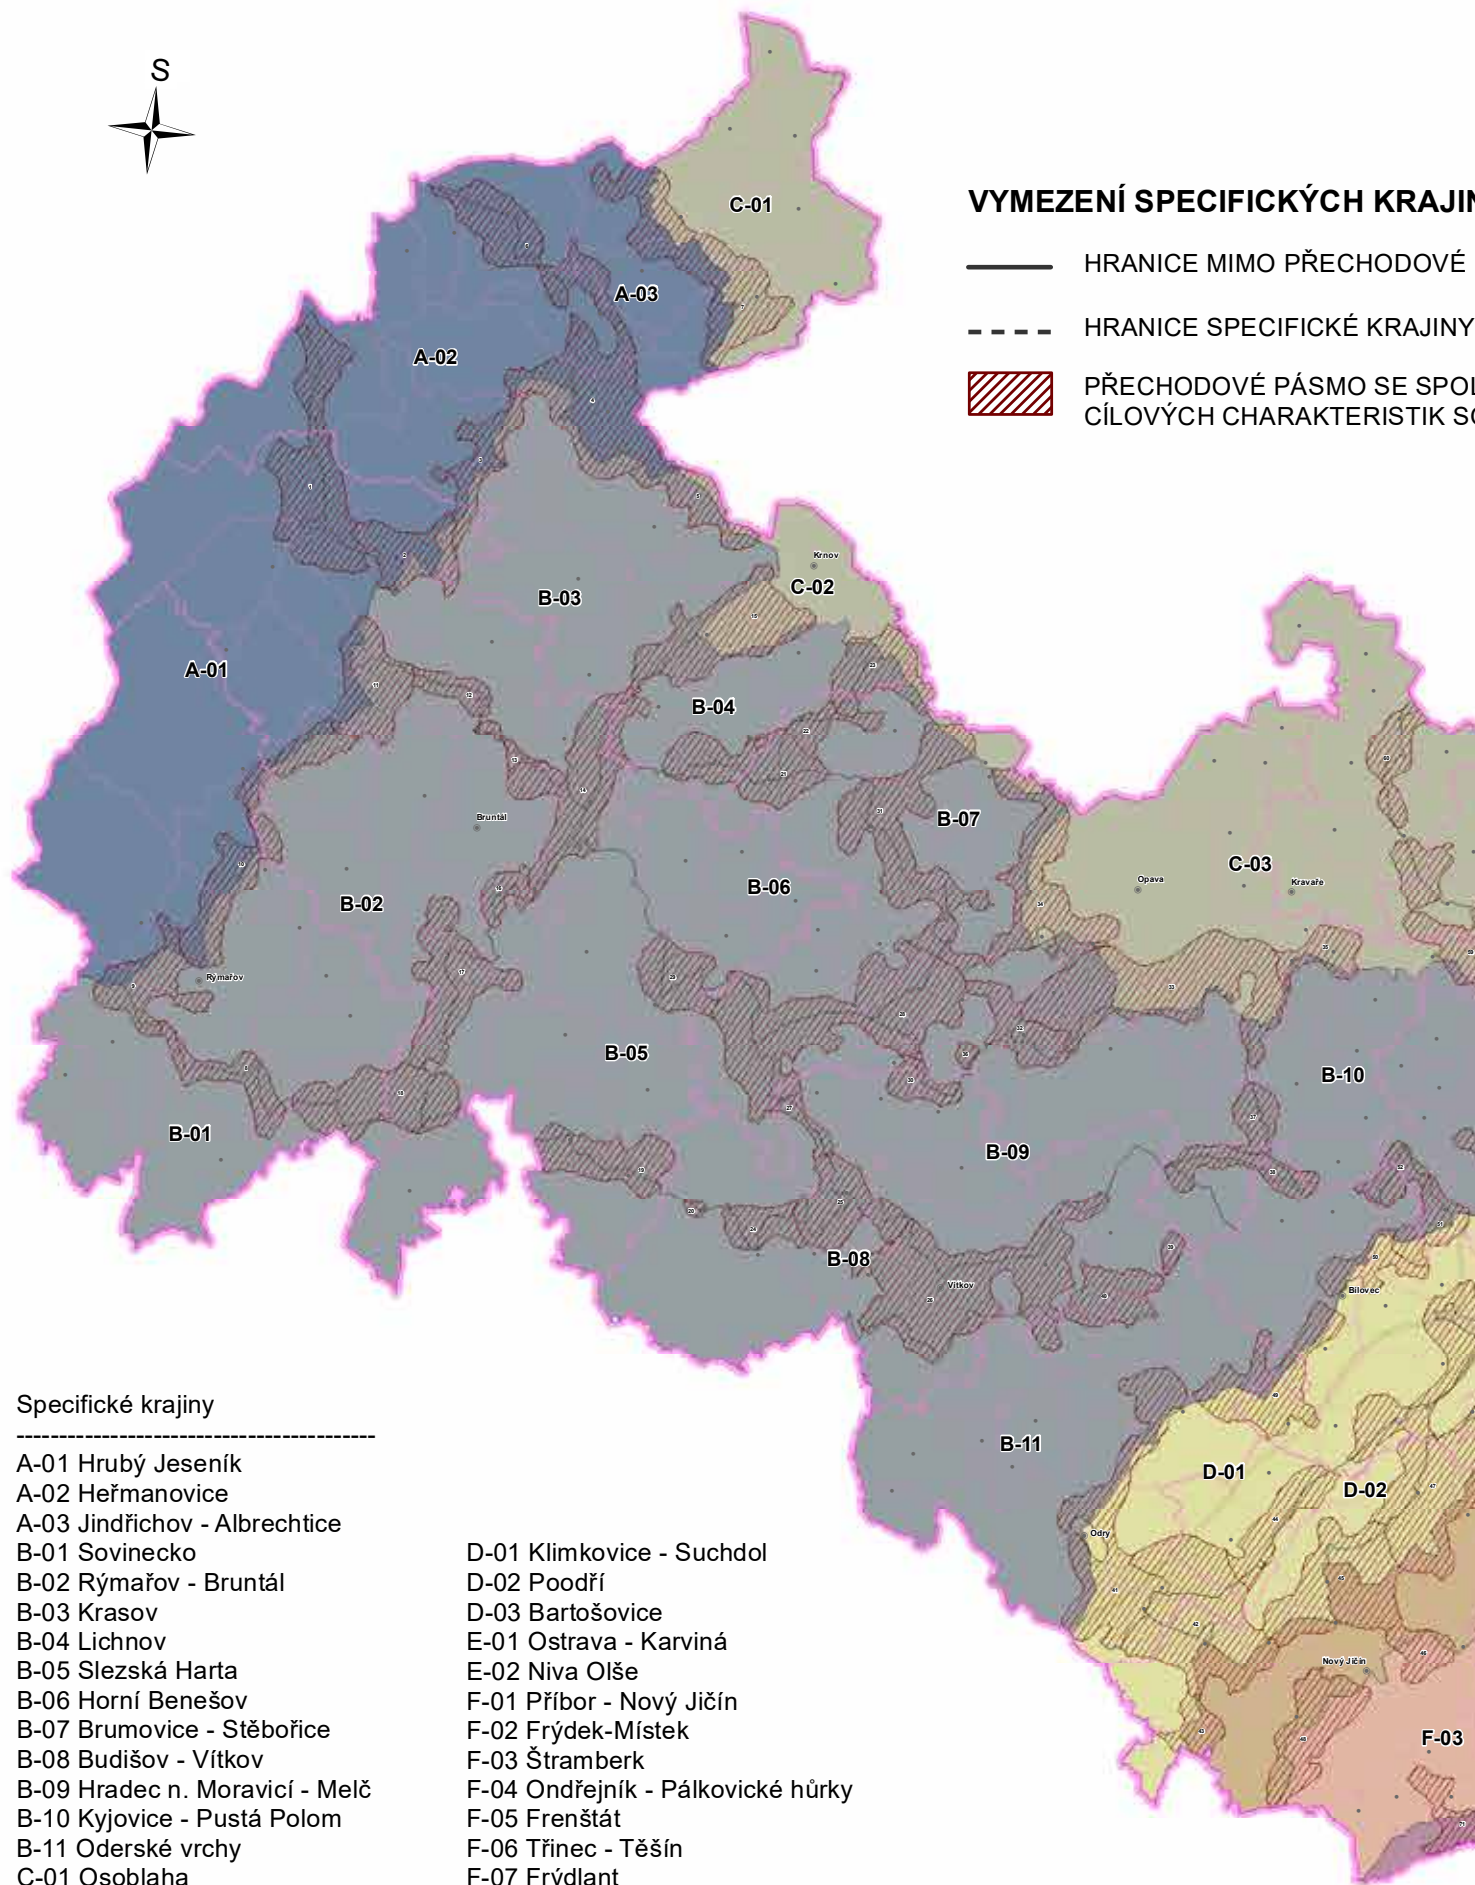 S
VYMEZENÍ SPECIFICKÝCH KRAJIN
HRANICE MIMO PŘECHODOVÉ
HRANICE SPECIFICKÉ KRAJINY
PŘECHODOVÉ PÁSMO SE SPOL
CÍLOVÝCH CHARAKTERISTIK SO
C-01
A-03
A-02
Krnov
C-02
B-03
A-01
B-04
Bruntál
B-07
C-03
Opava
Kravaře
B-06
B-02
Rýmařov
B-05
B-10
B-01
B-09
B-08
Vítkov
Bílovec
B-11
D-01
D-02
Odry
Nový Jičín
F-03
Specifické krajiny
-------------------------------------------
A-01 Hrubý Jeseník
A-02 Heřmanovice
A-03 Jindřichov - Albrechtice
B-01 Sovinecko
B-02 Rýmařov - Bruntál
B-03 Krasov
B-04 Lichnov
B-05 Slezská Harta
B-06 Horní Benešov
B-07 Brumovice - Stěbořice
B-08 Budišov - Vítkov
B-09 Hradec n. Moravicí - Melč
B-10 Kyjovice - Pustá Polom
B-11 Oderské vrchy
C-01 Osoblaha
D-01 Klimkovice - Suchdol
D-02 Poodří
D-03 Bartošovice
E-01 Ostrava - Karviná
E-02 Niva Olše
F-01 Příbor - Nový Jičín
F-02 Frýdek-Místek
F-03 Štramberk
F-04 Ondřejník - Pálkovické hůrky
F-05 Frenštát
F-06 Třinec - Těšín
F-07 Frýdlant